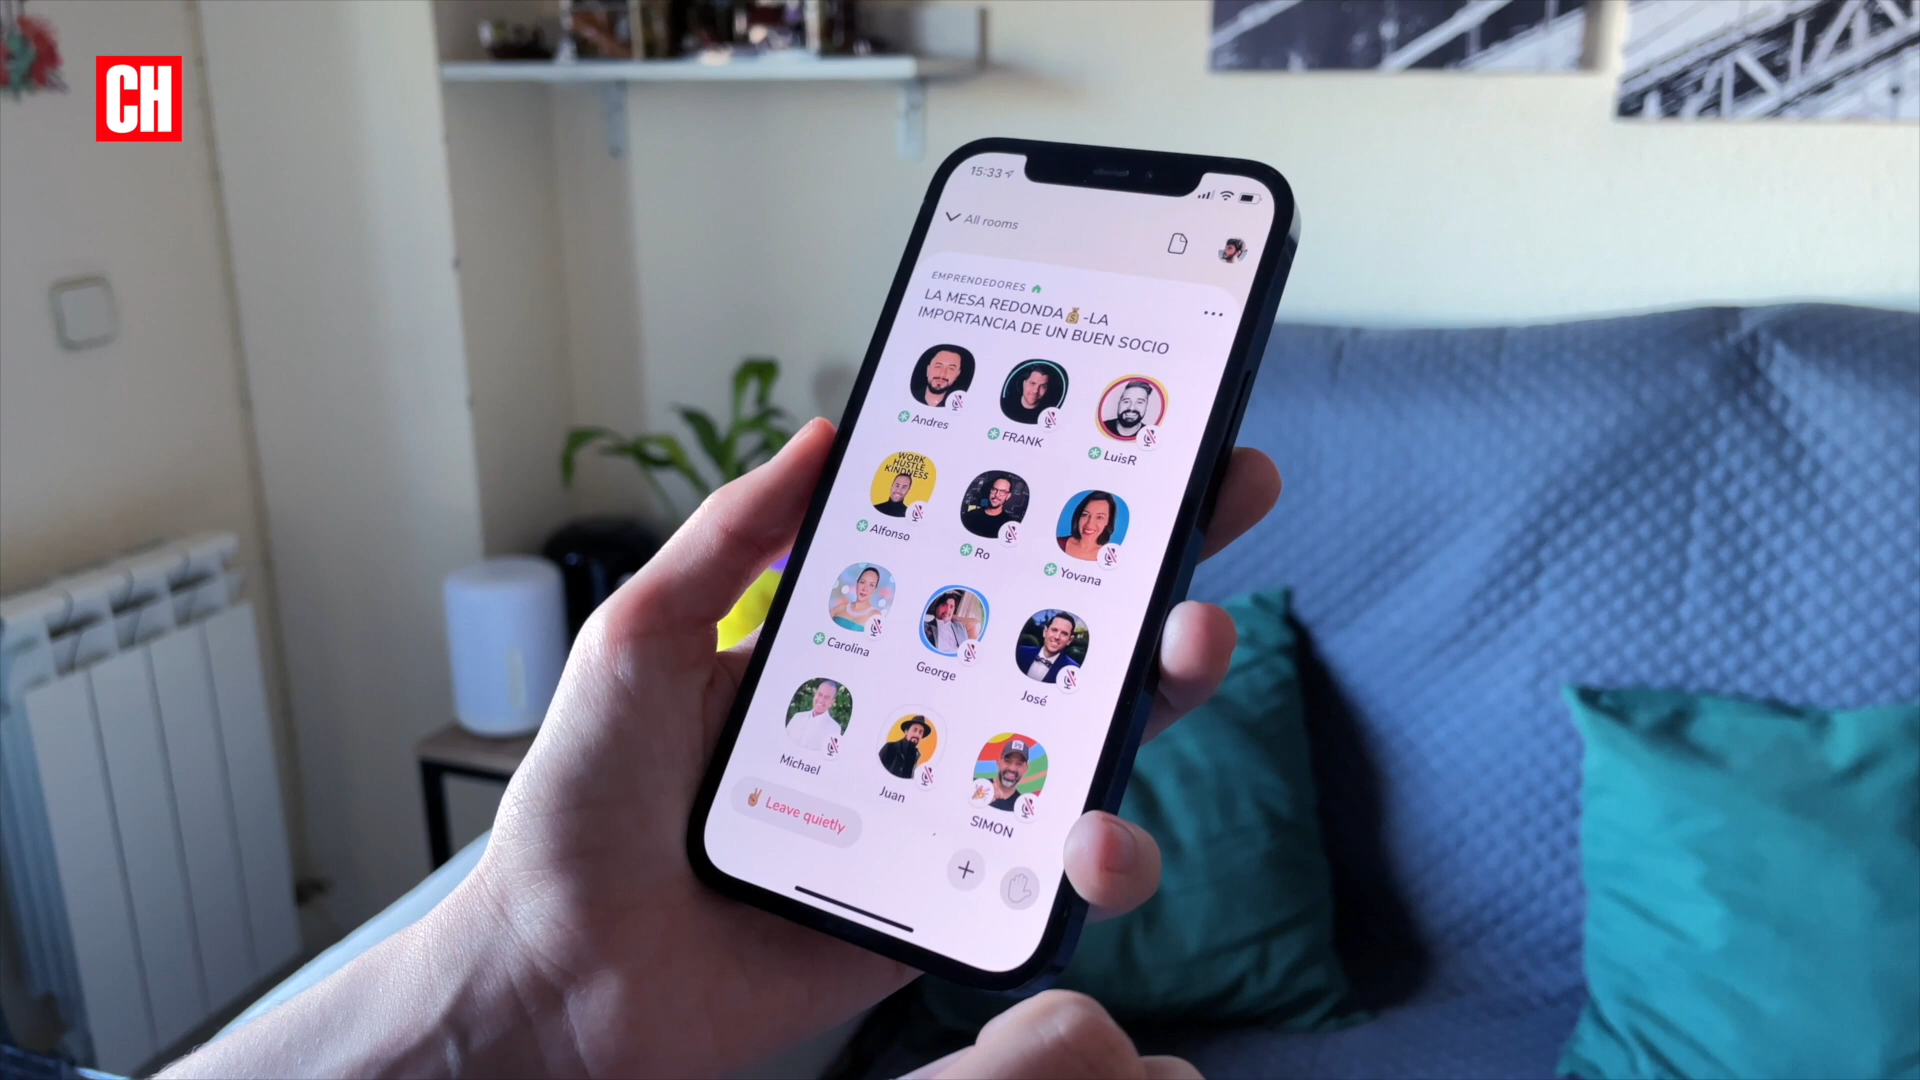 CH
15:33
All rooms
EMPRENDEDORES
LA MESA REDONDA💰-LA
IMPORTANCIA DE UN BUEN SOCIO
Andres
FRANK
LuisR
WORK
HUSTLE
KINDNESS
Alfonso
Ro
Yovana
Carolina
George
José
Michael
Juan
SIMON
✌🏽 Leave quietly